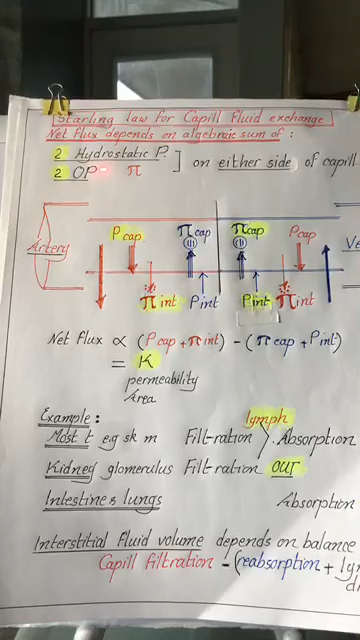 Starling law for Capill Fluid exchange
Net Flux depends on algebraic sum of :
2 Hydrostatic P. ] on either side of capill
2 OP π
Artery P cap π cap π cap P cap Ve
π int P int P int π int
Net Flux ∝ (P cap + π int) - (π cap + P int)
= K
permeability
Area
Example: lymph
Most t eg sk m Filtration > Absorption
Kidney glomerulus Filtration OUT
Intestine & lungs Absorption
Interstitial Fluid volume depends on balance
Capill filtration - (reabsorption + ly